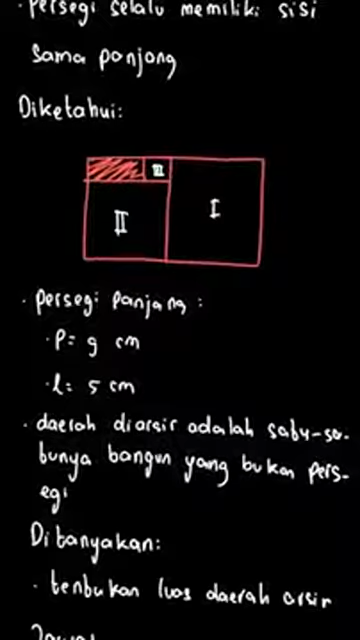 · persegi selalu memiliki sisi
sama panjang
Diketahui:
III
I
II
· persegi panjang :
· P= 9 cm
· l= 5 cm
· daerah diarsir adalah satu-sa-
tunya bangun yang bukan pers-
egi
Ditanyakan:
· tentukan luas daerah arsir
Jawab